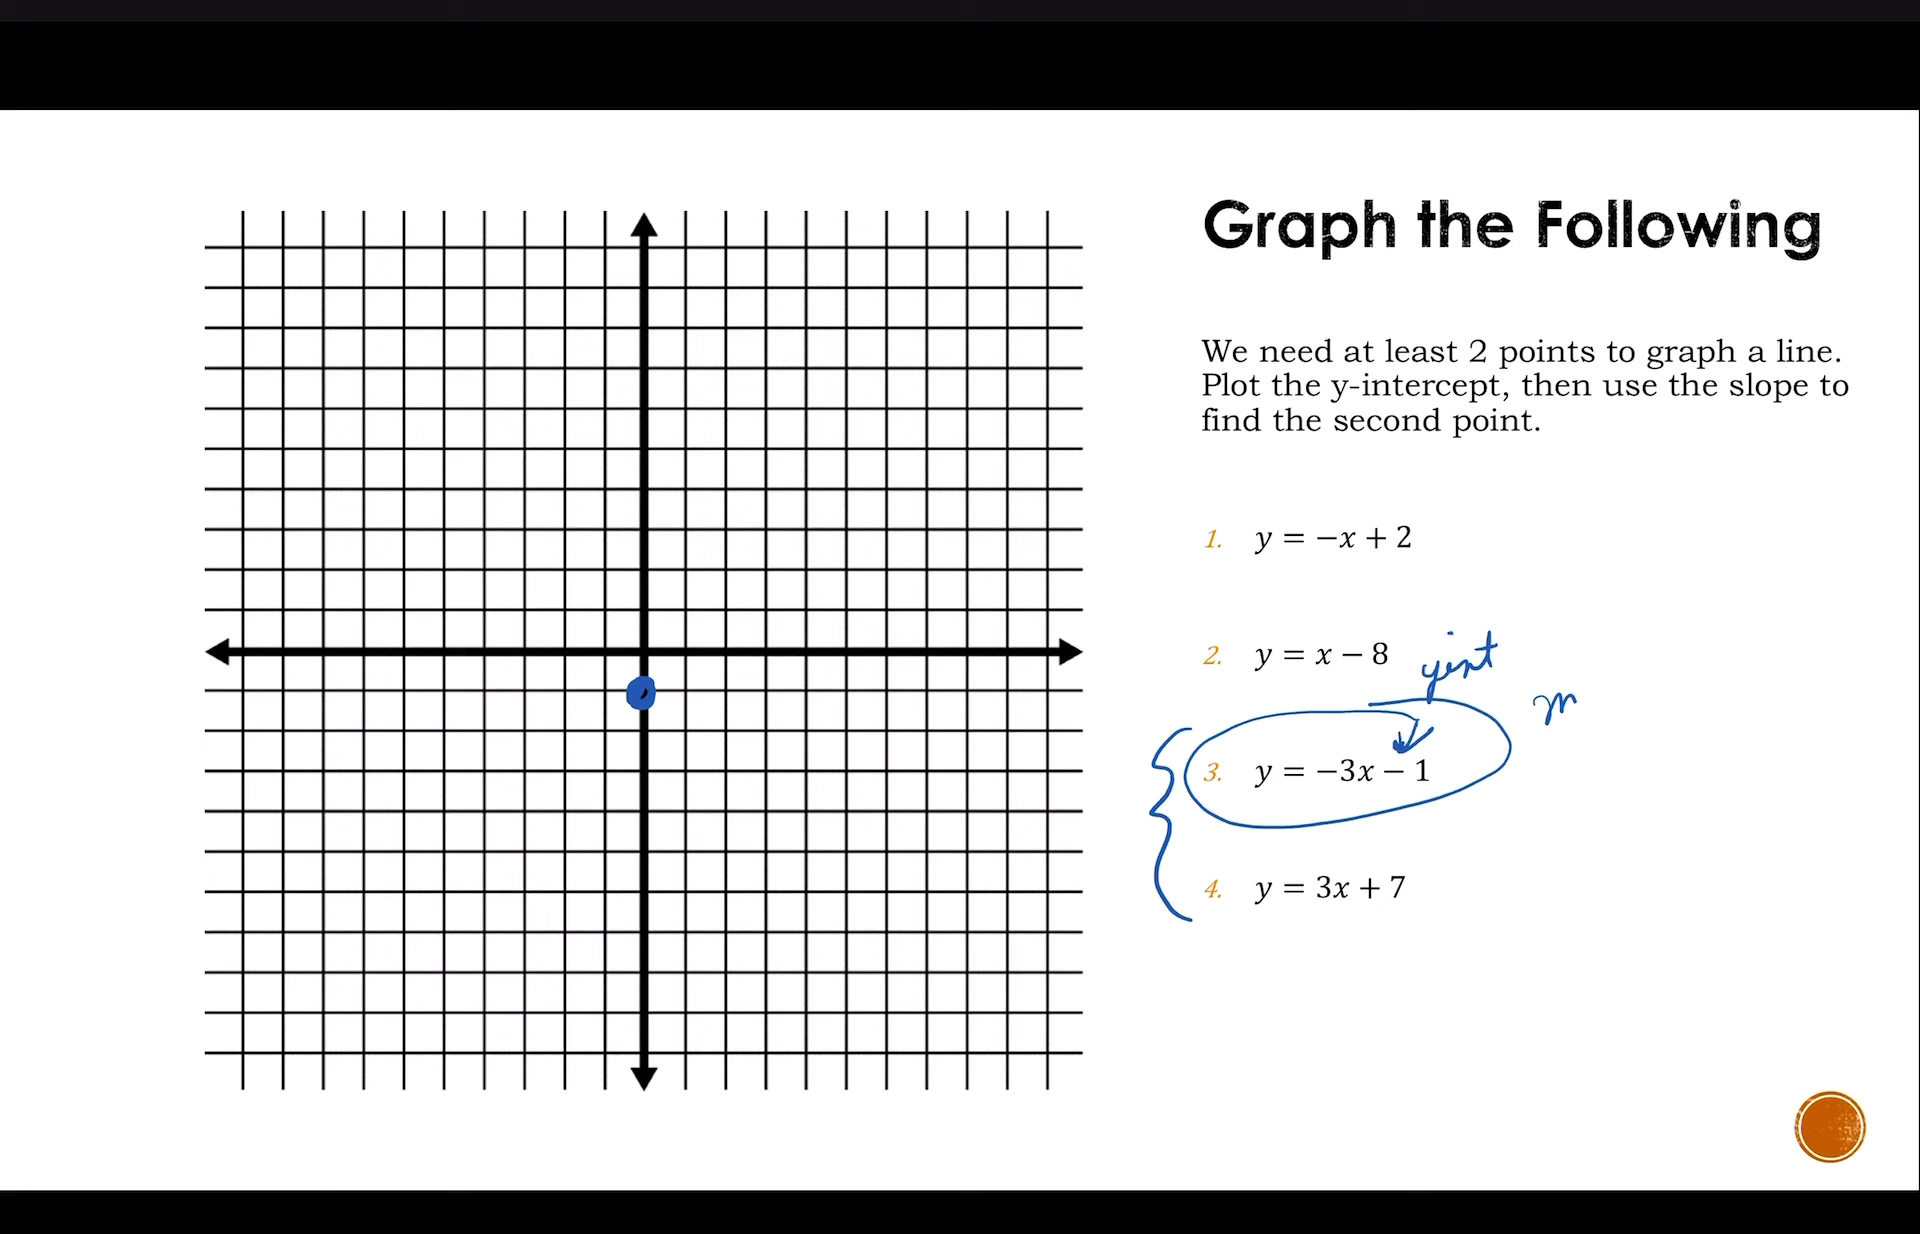 Graph the Following
We need at least 2 points to graph a line.
Plot the y-intercept, then use the slope to
find the second point.
1. y = −x + 2
2. y = x − 8
yint
m
3. y = −3x − 1
4. y = 3x + 7